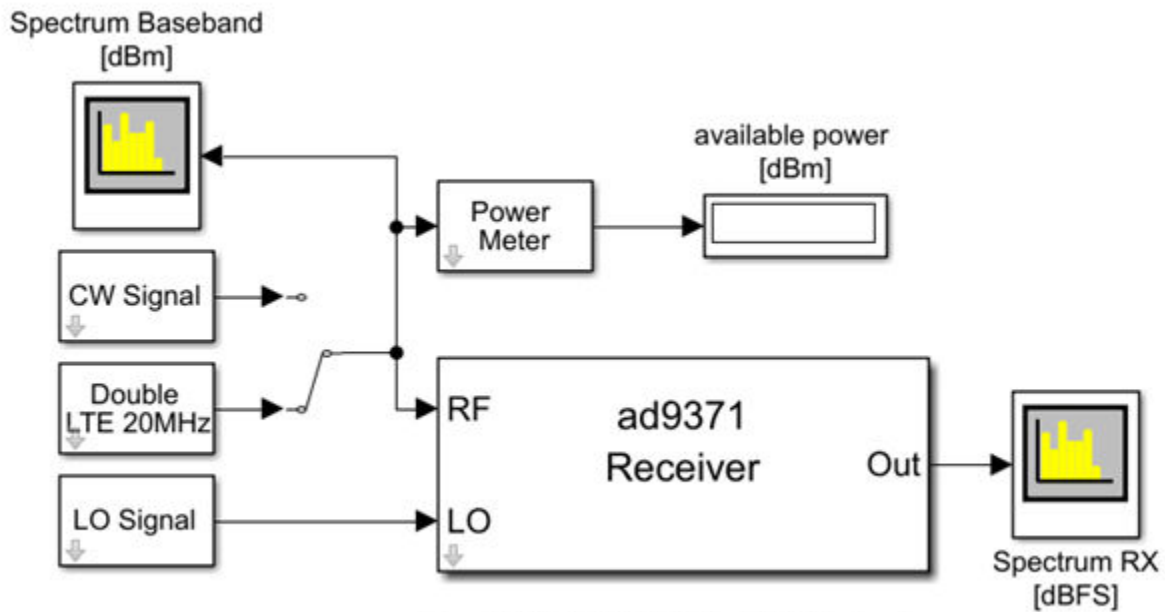 Spectrum Baseband
[dBm]
available power
[dBm]
Power
Meter
CW Signal
Double
LTE 20MHz
LO Signal
RF
LO
ad9371
Receiver
Out
Spectrum RX
[dBFS]